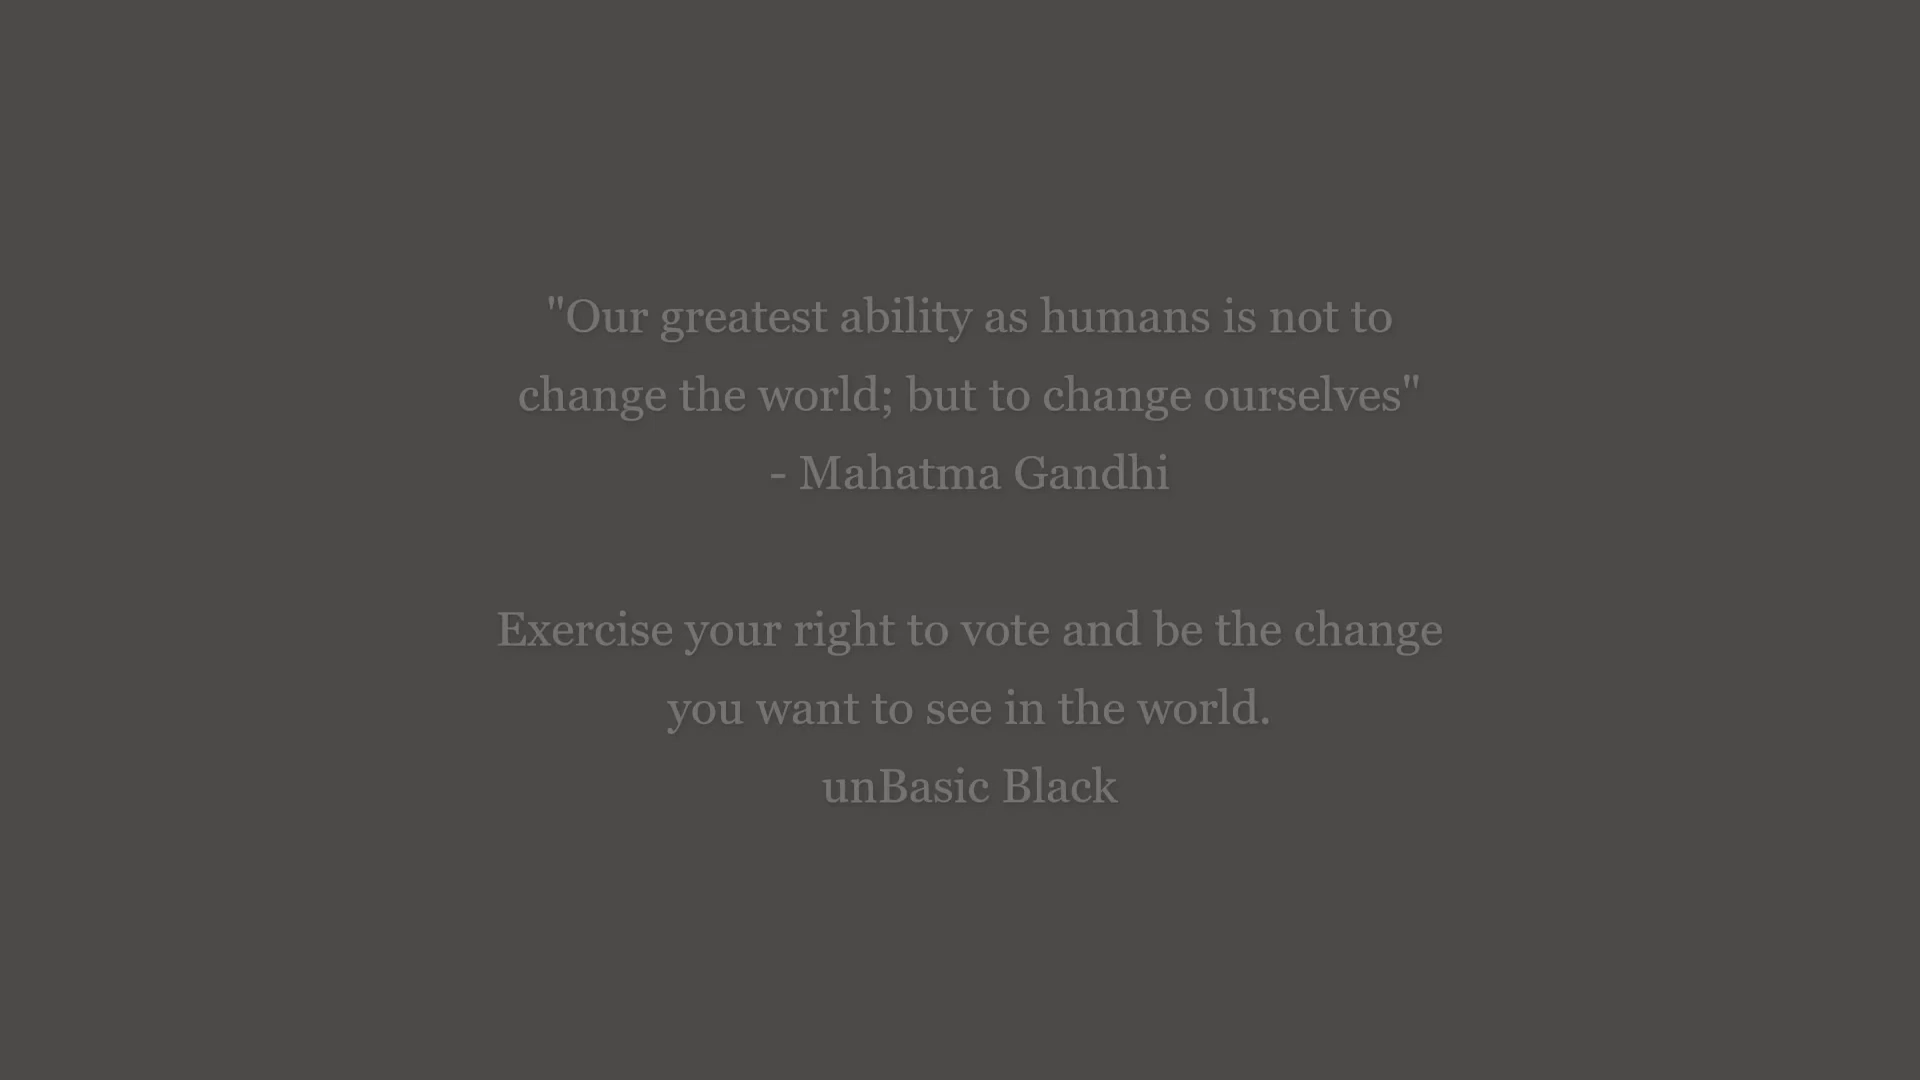 "Our greatest ability as humans is not to
change the world; but to change ourselves"
- Mahatma Gandhi
Exercise your right to vote and be the change
you want to see in the world.
unBasic Black